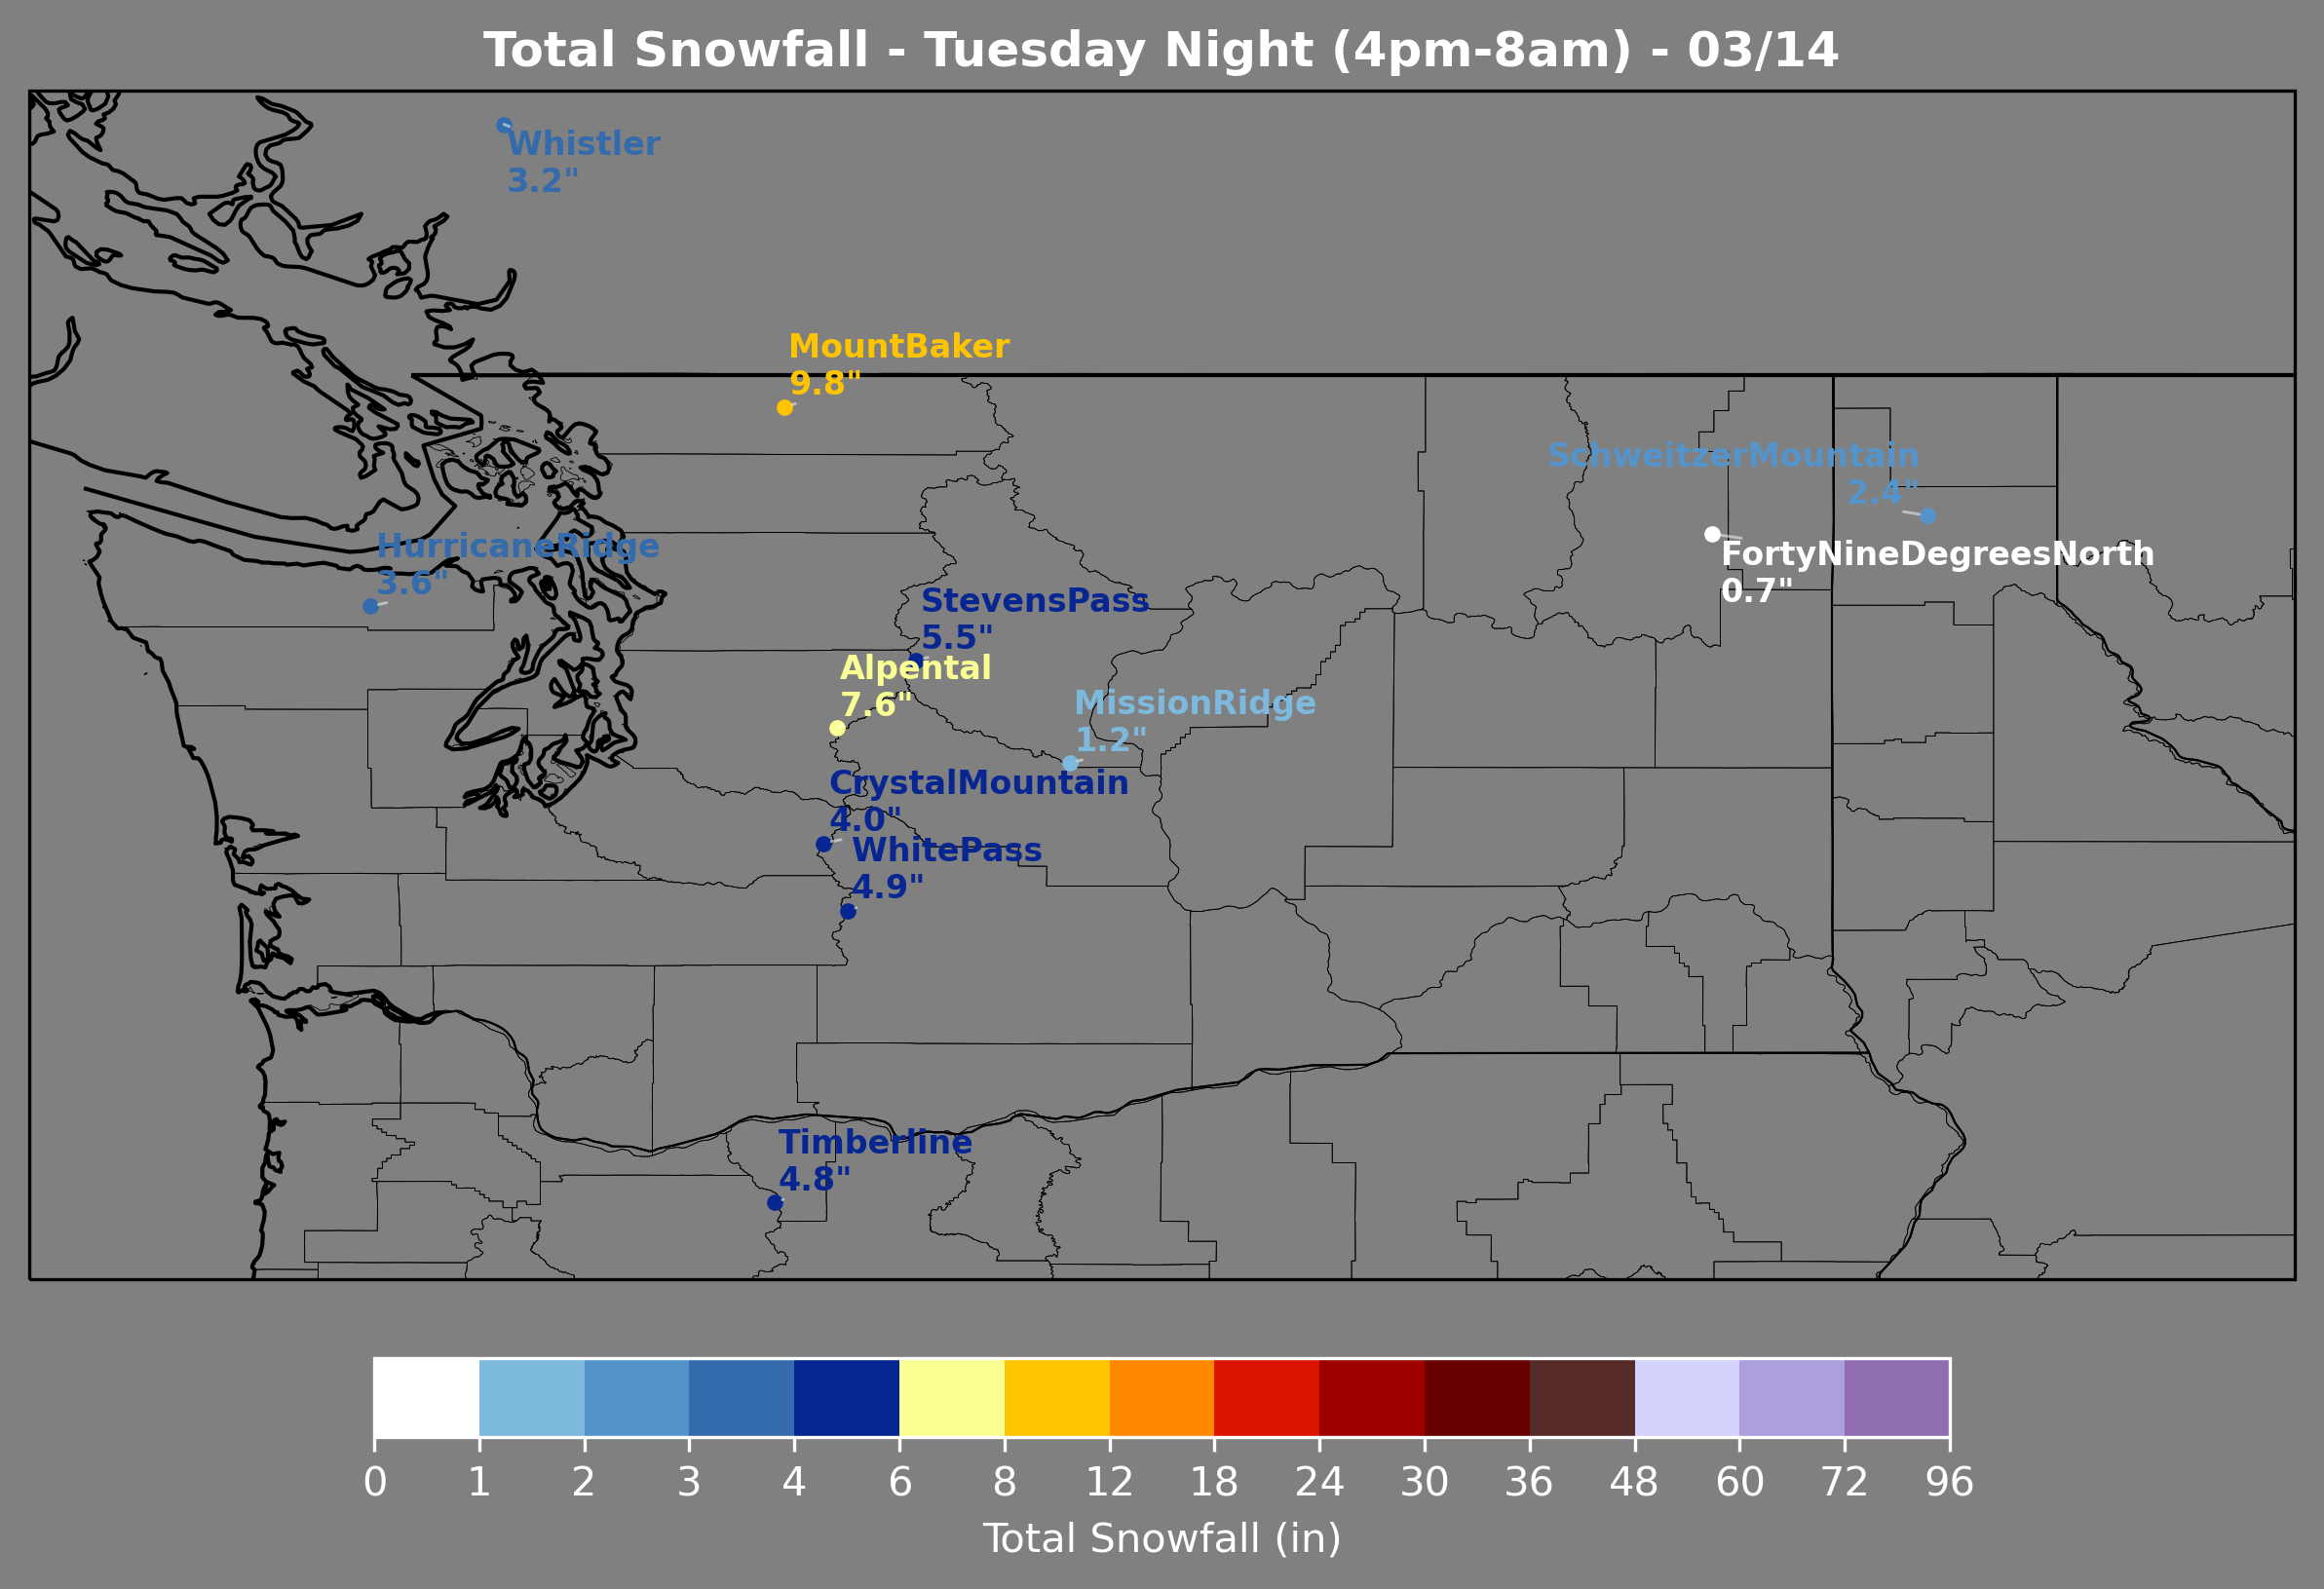 Total Snowfall - Tuesday Night (4pm-8am) - 03/14
Whistler
3.2"
MountBaker
9.8"
SchweitzerMountain
2.4"
HurricaneRidge
3.6"
FortyNineDegreesNorth
0.7"
StevensPass
5.5"
Alpental
7.6"
MissionRidge
1.2"
CrystalMountain
4.0"
WhitePass
4.9"
Timberline
4.8"
0 1 2 3 4 6 8 12 18 24 30 36 48 60 72 96
Total Snowfall (in)